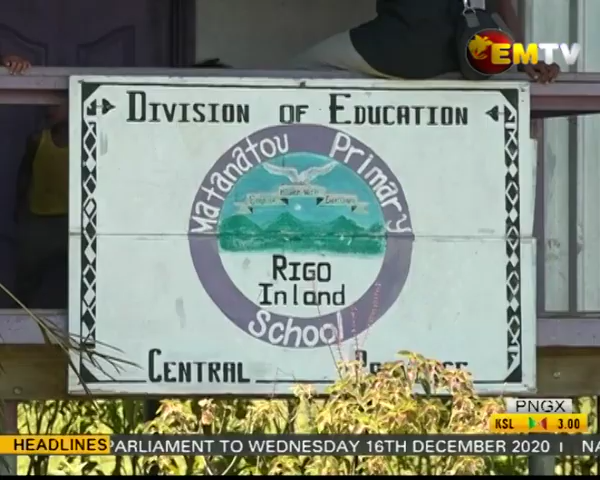 EMTV
DIVISION OF EDUCATION
Matanatou Primary
RIGO
Inland
School
CENTRAL
PNGX
KSL 3.00
HEADLINES PARLIAMENT TO WEDNESDAY 16TH DECEMBER 2020 I NA